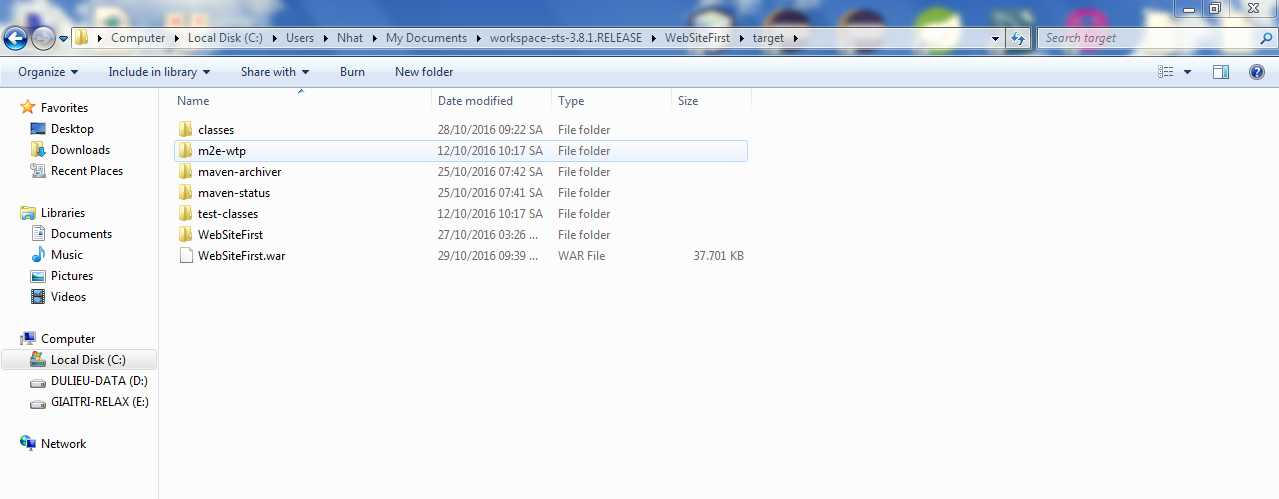 Computer ▸ Local Disk (C:) ▸ Users ▸ Nhat ▸ My Documents ▸ workspace-sts-3.8.1.RELEASE ▸ WebSiteFirst ▸ target ▸ Search target
Organize Include in library Share with Burn New folder
Name Date modified Type Size
Favorites
Desktop
Downloads
Recent Places
Libraries
Documents
Music
Pictures
Videos
Computer
Local Disk (C:)
DULIEU-DATA (D:)
GIAITRI-RELAX (E:)
Network
classes 28/10/2016 09:22 SA File folder
m2e-wtp 12/10/2016 10:17 SA File folder
maven-archiver 25/10/2016 07:42 SA File folder
maven-status 25/10/2016 07:41 SA File folder
test-classes 12/10/2016 10:17 SA File folder
WebSiteFirst 27/10/2016 03:26 ... File folder
WebSiteFirst.war 29/10/2016 09:39 ... WAR File 37.701 KB